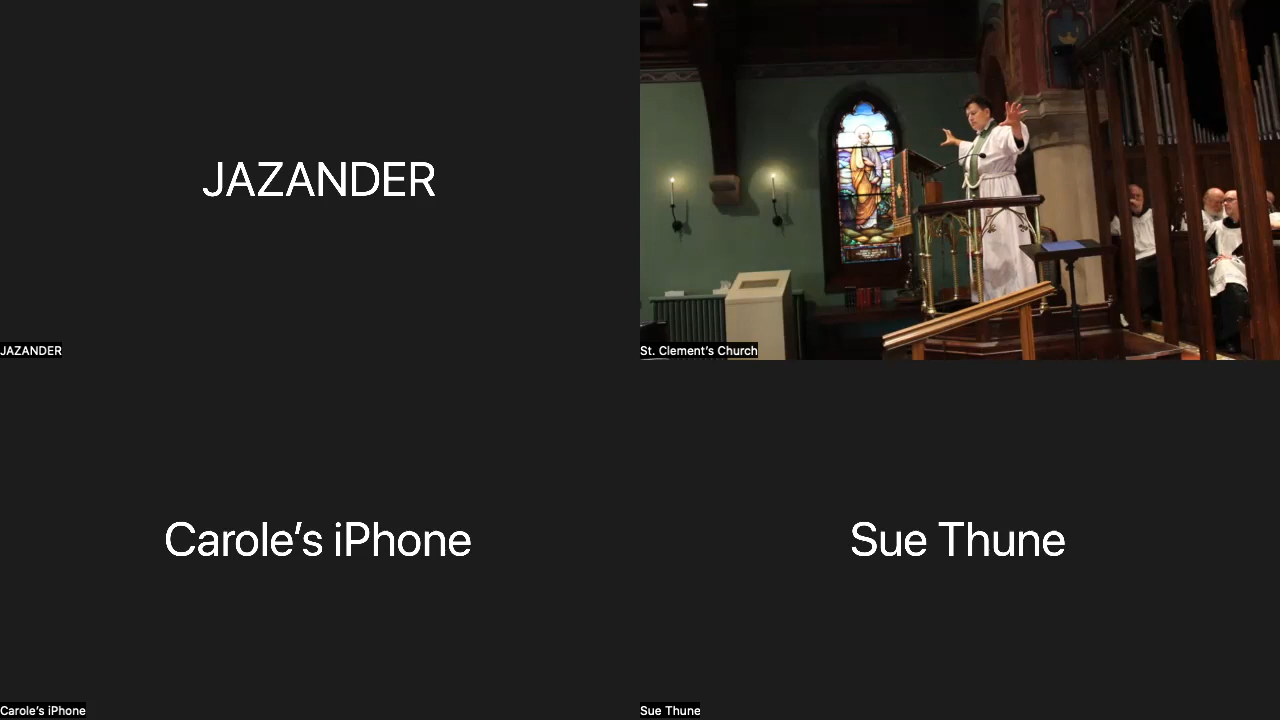 JAZANDER
JAZANDER
St. Clement's Church
Carole's iPhone
Sue Thune
Carole's iPhone
Sue Thune